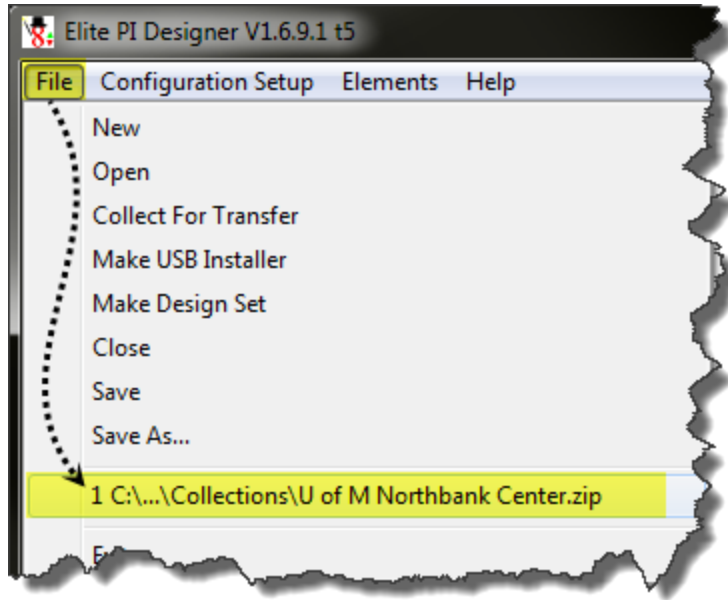 Elite PI Designer V1.6.9.1 t5
File Configuration Setup Elements Help
New
Open
Collect For Transfer
Make USB Installer
Make Design Set
Close
Save
Save As...
1 C:\...\Collections\U of M Northbank Center.zip